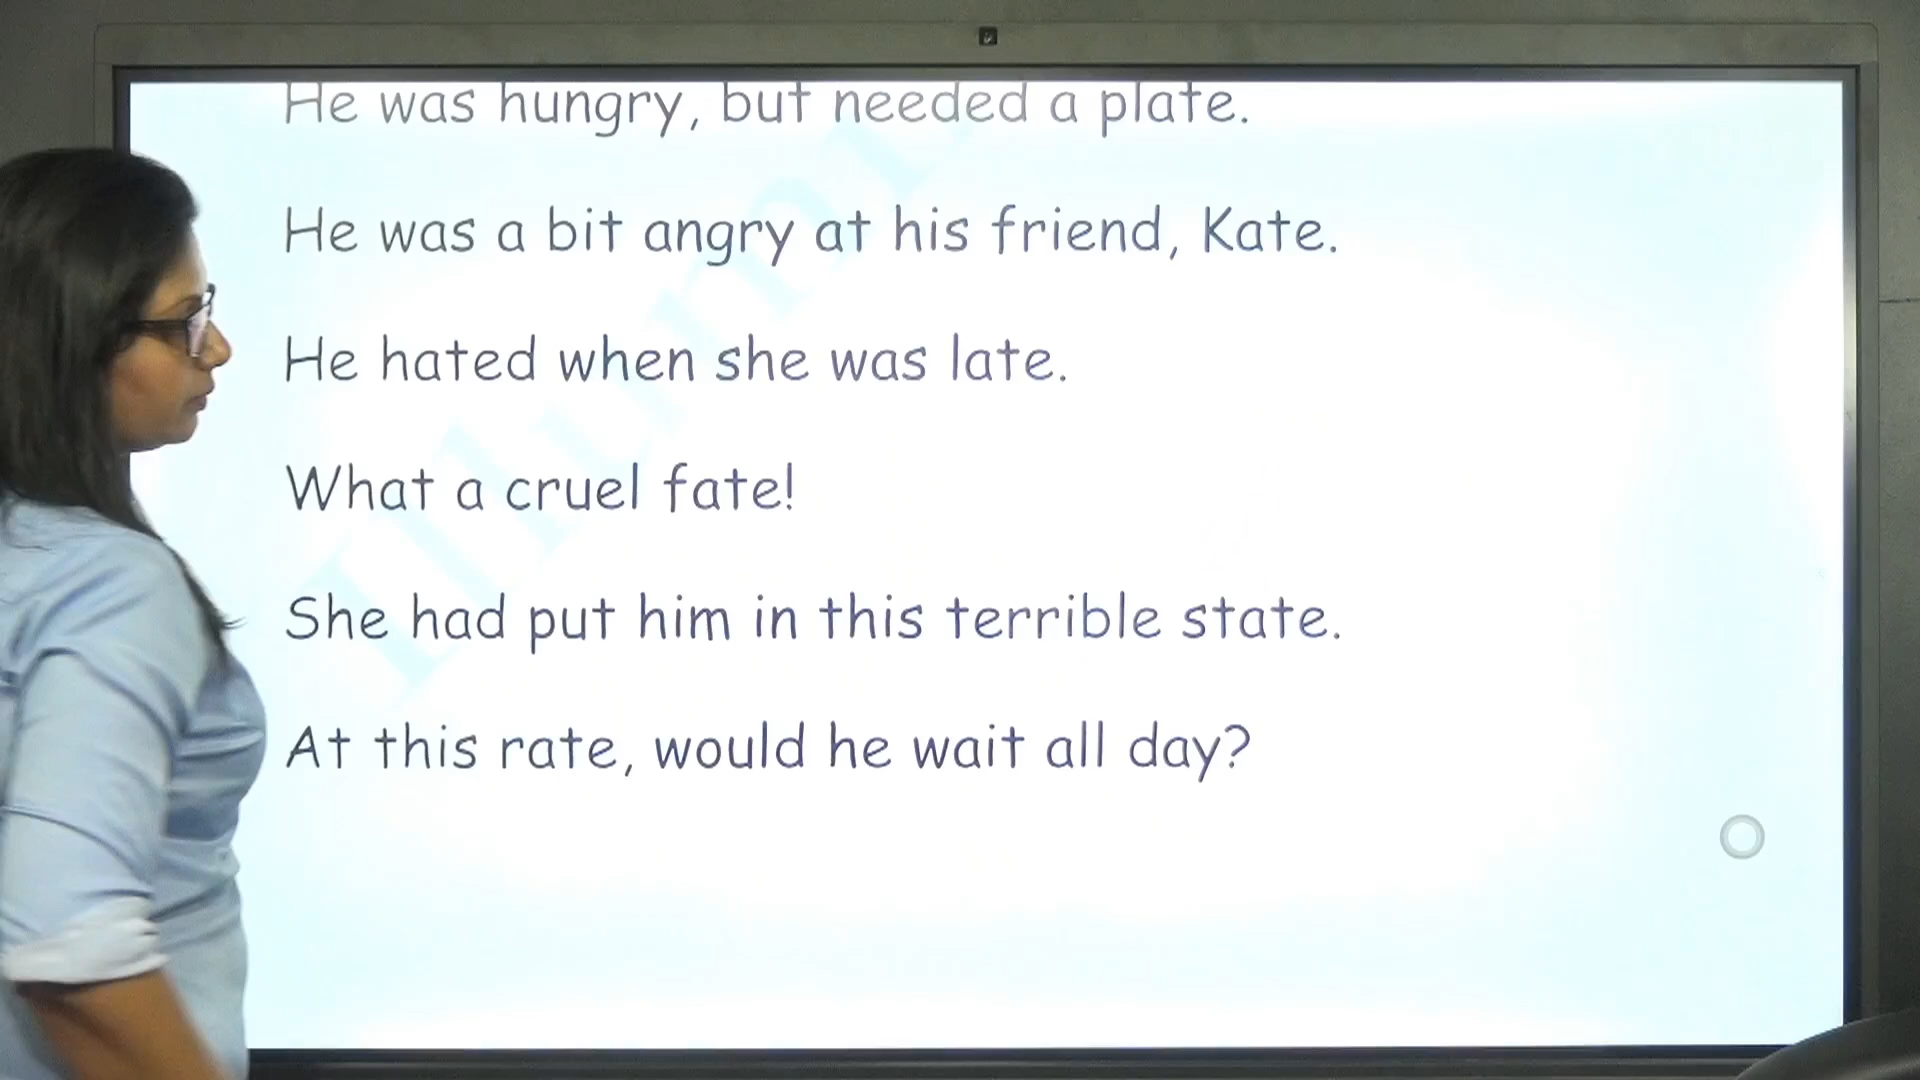 He was hungry, but needed a plate.
He was a bit angry at his friend, Kate.
He hated when she was late.
What a cruel fate!
She had put him in this terrible state.
At this rate, would he wait all day?